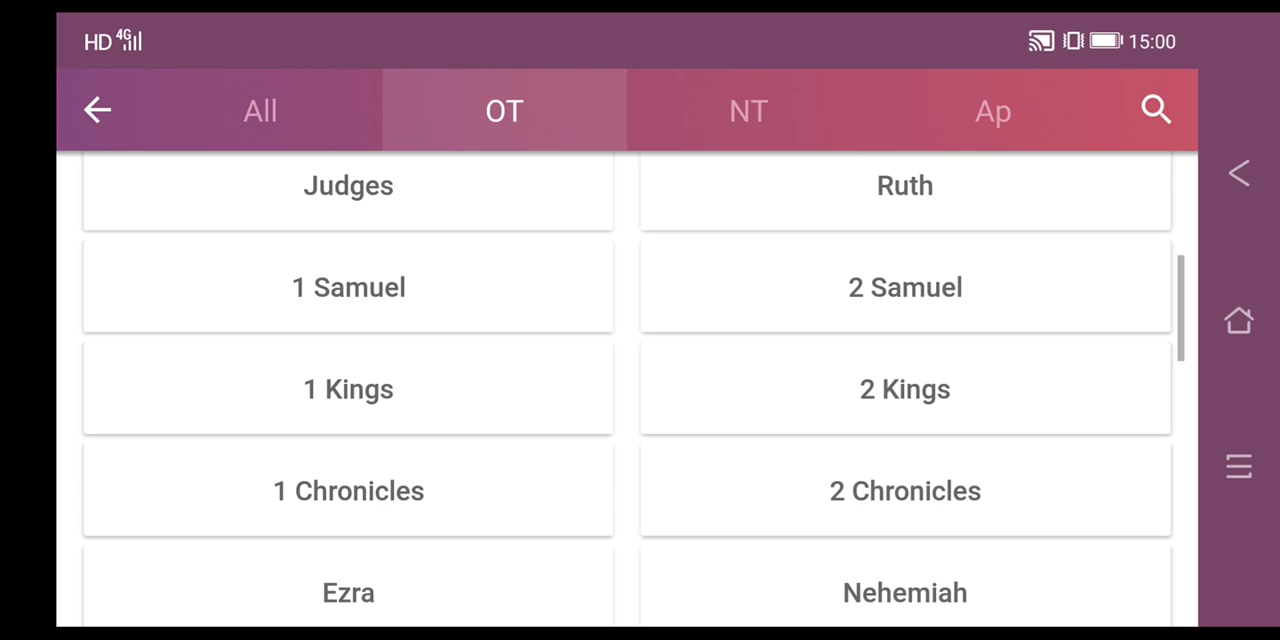 HD 4G 15:00
All OT NT Ap
Judges Ruth
1 Samuel 2 Samuel
1 Kings 2 Kings
1 Chronicles 2 Chronicles
Ezra Nehemiah